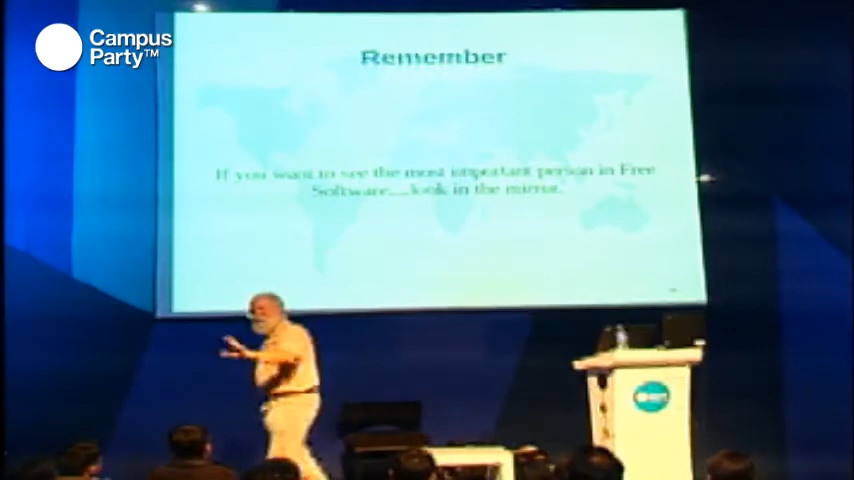 Campus
Party™
Remember
If you want to see the most important person in Free
Software....look in the mirror.